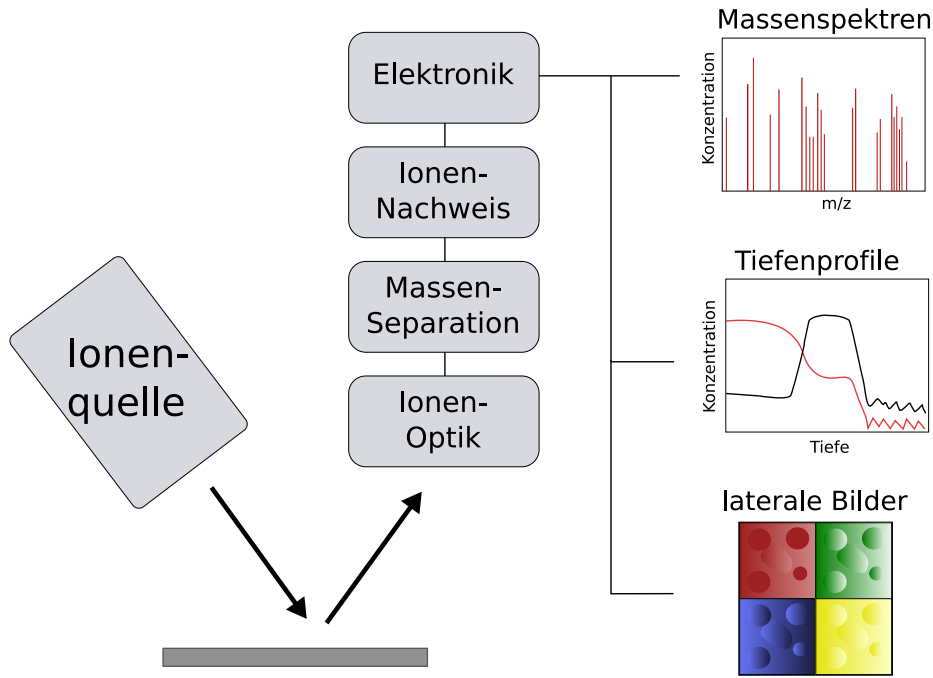 Elektronik
Ionen-
Nachweis
Massen-
Separation
Ionen-
Optik
Ionen-
quelle
Massenspektren
Konzentration
m/z
Tiefenprofile
Konzentration
Tiefe
laterale Bilder